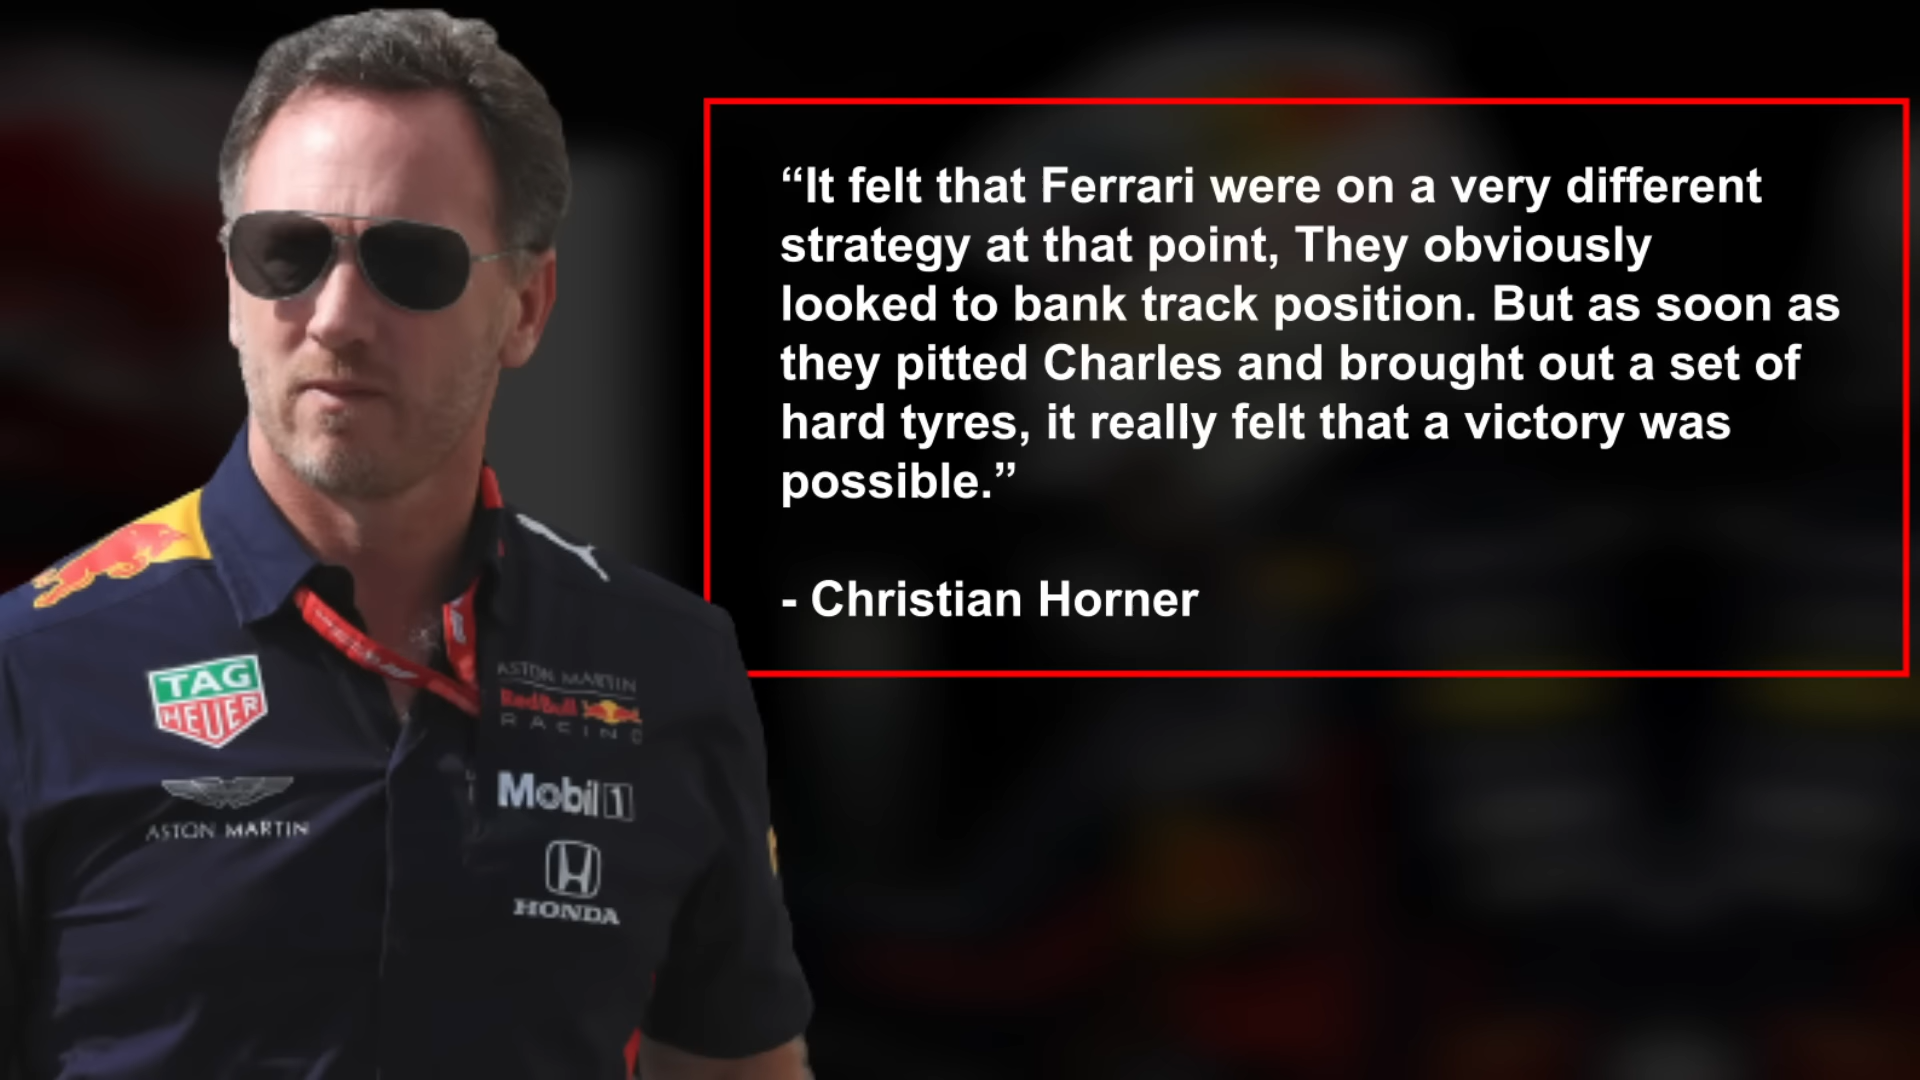 “It felt that Ferrari were on a very different
strategy at that point, They obviously
looked to bank track position. But as soon as
they pitted Charles and brought out a set of
hard tyres, it really felt that a victory was
possible.”
- Christian Horner
TAG
HEUER
ASTON MARTIN
ASTON MARTIN
Red Bull
RACING
Mobil 1
HONDA